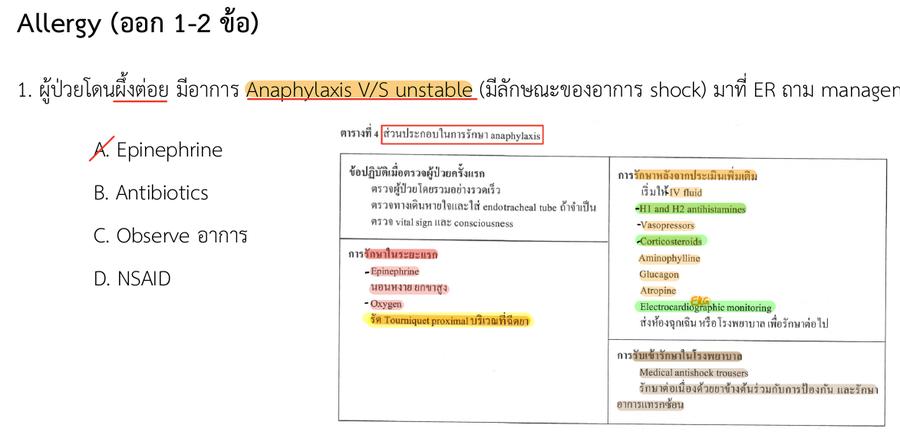 Allergy (ออก 1-2 ข้อ)
1. ผู้ป่วยโดนผึ้งต่อย มีอาการ Anaphylaxis V/S unstable (มีลักษณะของอาการ shock) มาที่ ER ถาม managen
A. Epinephrine
B. Antibiotics
C. Observe อาการ
D. NSAID
ตารางที่ 4 ส่วนประกอบในการรักษา anaphylaxis
ข้อปฏิบัติเมื่อตรวจผู้ป่วยครั้งแรก
ตรวจผู้ป่วยโดยรวมอย่างรวดเร็ว
ตรวจทางเดินหายใจและใส่ endotracheal tube ถ้าจำเป็น
ตรวจ vital sign และ consciousness
การรักษาในระยะแรก
-Epinephrine
นอนหงาย ยกขาสูง
-Oxygen
รัด Tourniquet proximal บริเวณที่ฉีดยา
การรักษาหลังจากประเมินเพิ่มเติม
เริ่มให้ IV fluid
-H1 and H2 antihistamines
-Vasopressors
-Corticosteroids
Aminophylline
Glucagon
Atropine
EKG
Electrocardiographic monitoring
ส่งห้องฉุกเฉิน หรือโรงพยาบาล เพื่อรักษาต่อไป
การรับเข้ารักษาในโรงพยาบาล
Medical antishock trousers
รักษาต่อเนื่องด้วยยาข้างต้นร่วมกับการป้องกัน และรักษา
อาการแทรกซ้อน